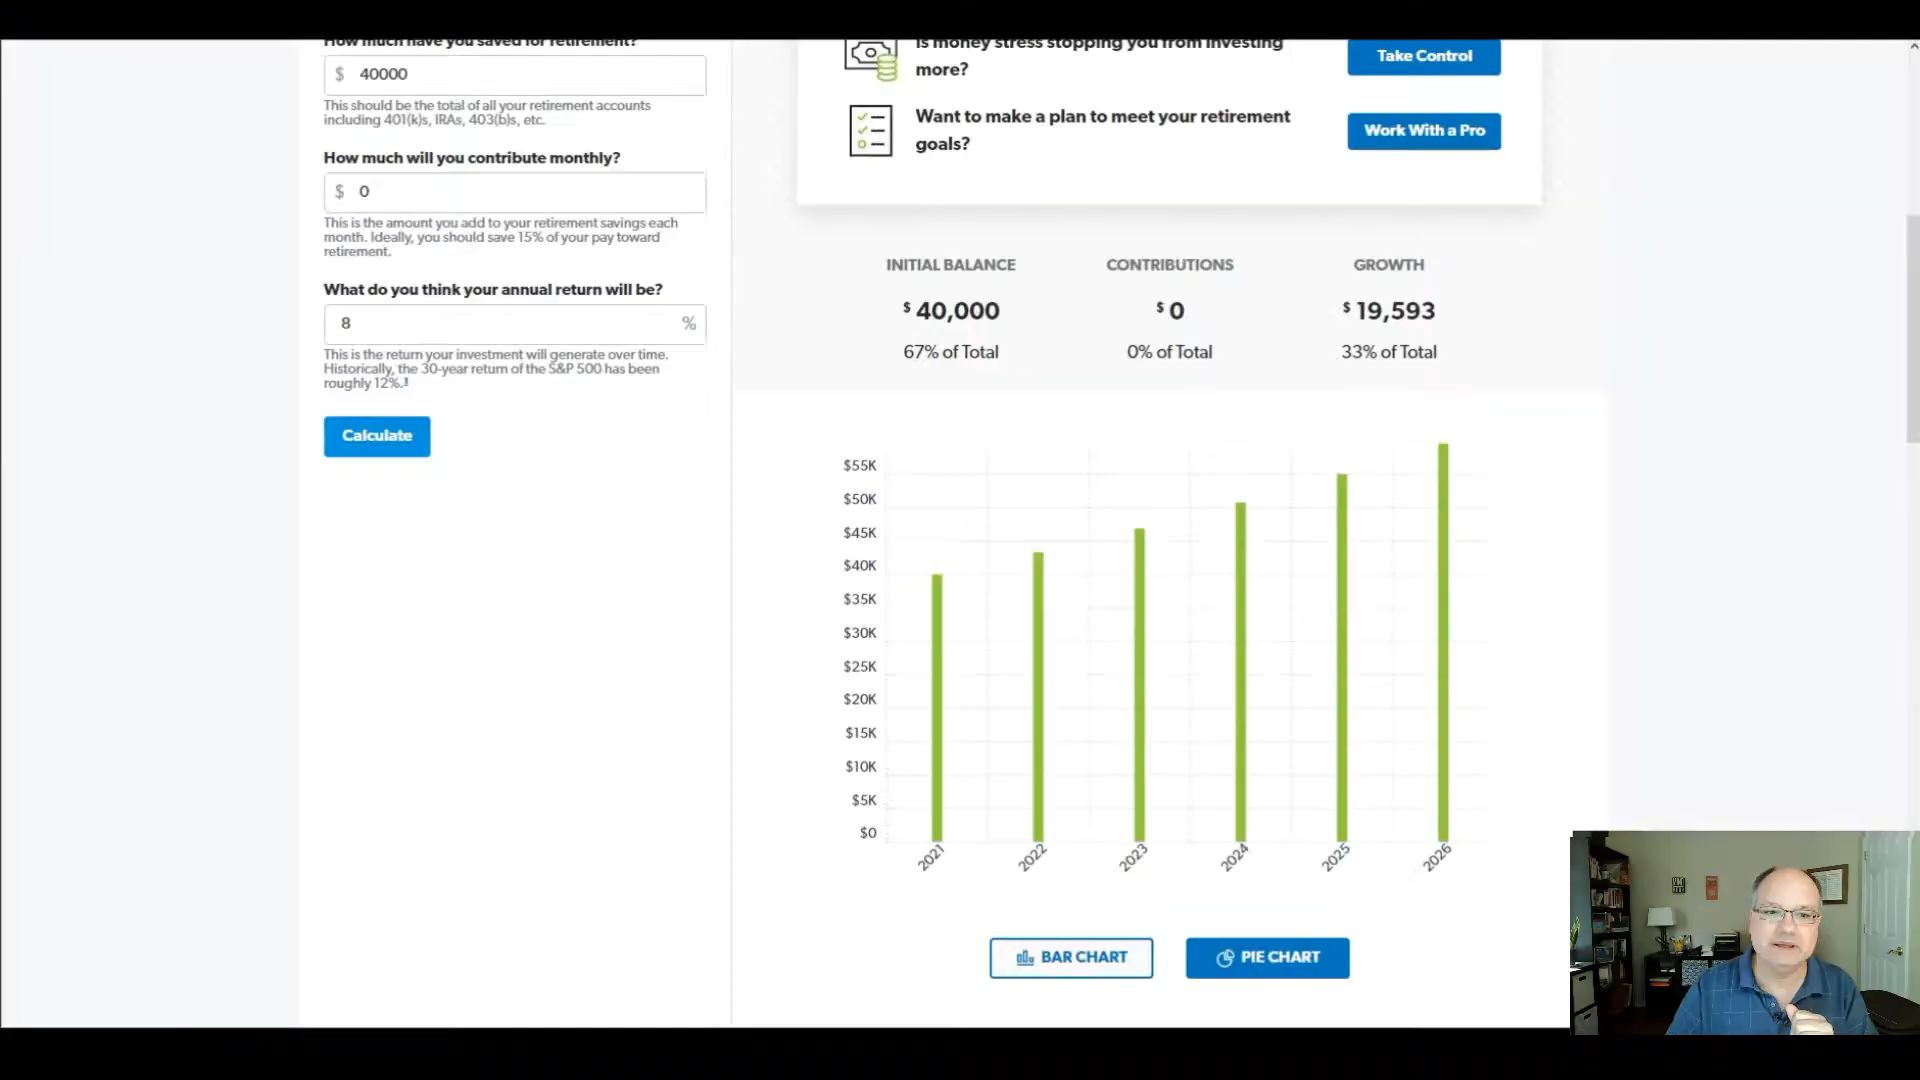 How much have you saved for retirement?
$ 40000
This should be the total of all your retirement accounts
including 401(k)s, IRAs, 403(b)s, etc.
How much will you contribute monthly?
$ 0
This is the amount you add to your retirement savings each
month. Ideally, you should save 15% of your pay toward
retirement.
What do you think your annual return will be?
8 %
This is the return your investment will generate over time.
Historically, the 30-year return of the S&P 500 has been
roughly 12%.1
Calculate
Is money stress stopping you from investing
more?
Take Control
Want to make a plan to meet your retirement
goals?
Work With a Pro
INITIAL BALANCE
$ 40,000
67% of Total
CONTRIBUTIONS
$ 0
0% of Total
GROWTH
$ 19,593
33% of Total
$55K
$50K
$45K
$40K
$35K
$30K
$25K
$20K
$15K
$10K
$5K
$0
2021
2022
2023
2024
2025
2026
BAR CHART
PIE CHART